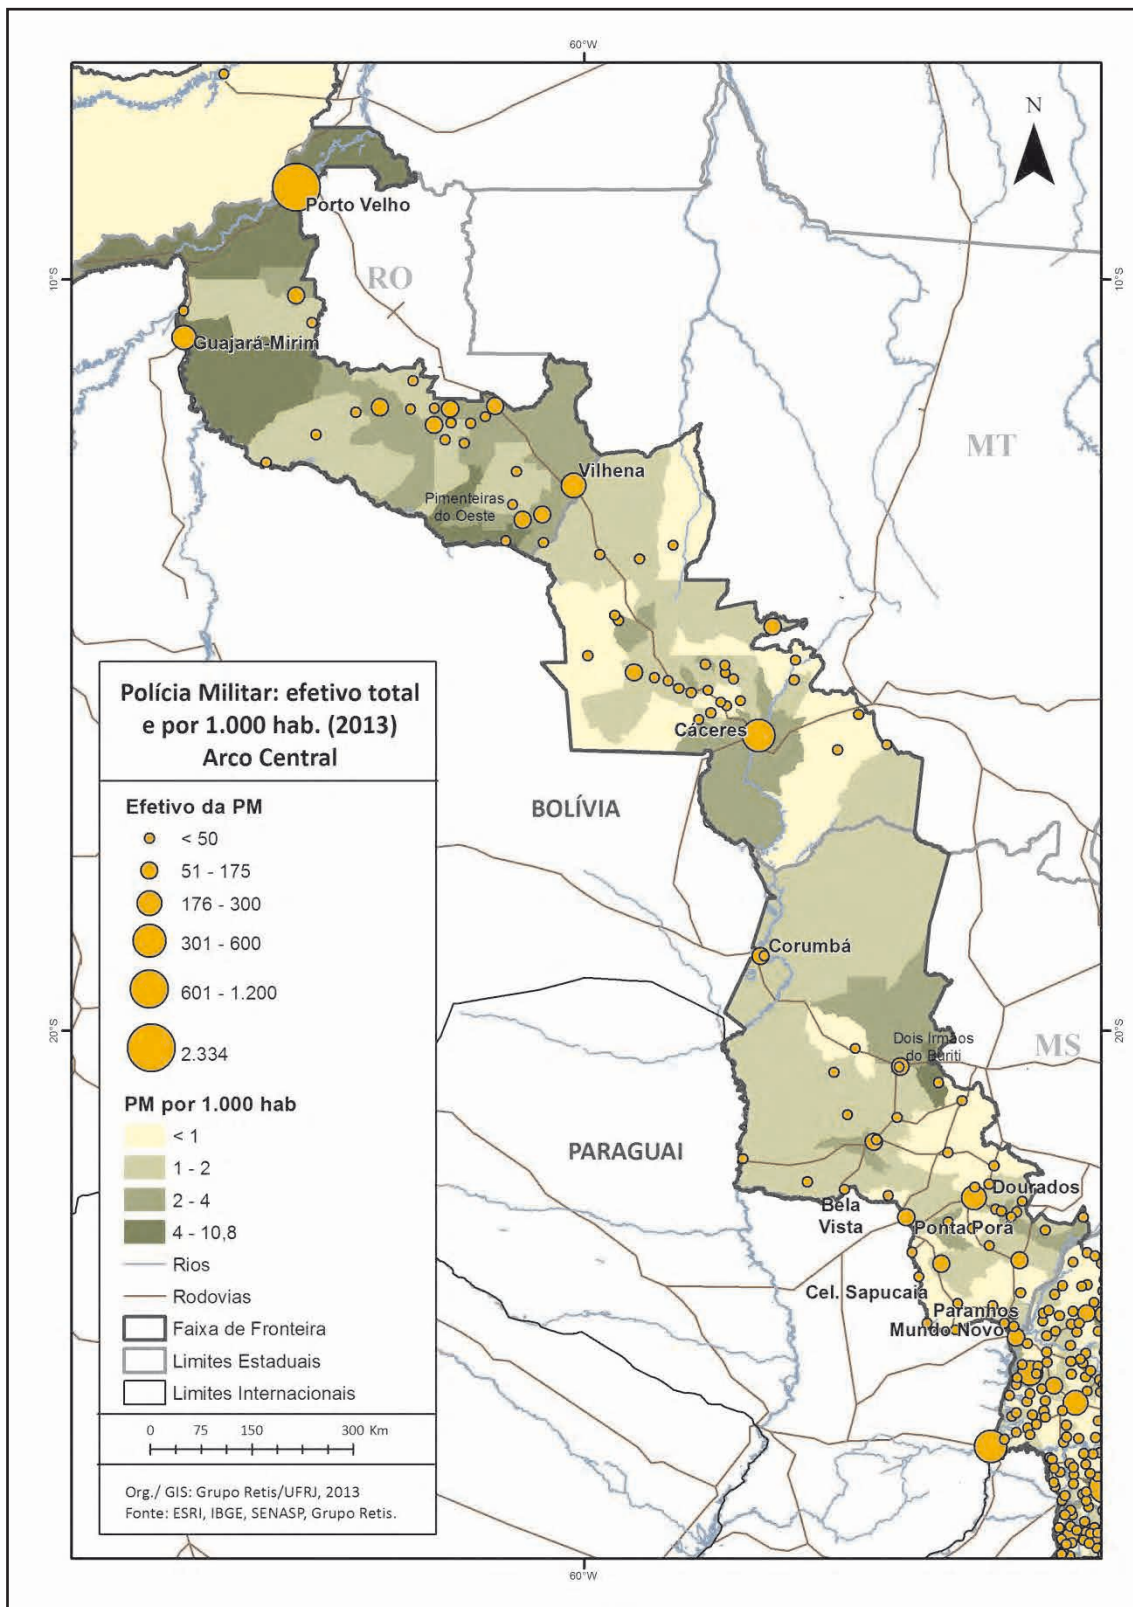 60°W
N
Porto Velho
RO
10°S
10°S
Guajará-Mirim
MT
Vilhena
Pimenteiras
do Oeste
Cáceres
BOLÍVIA
Corumbá
20°S
20°S
Dois Irmãos
do Buriti
MS
PARAGUAI
Dourados
Bela
Vista
Ponta Porã
Cel. Sapucaia
Paranhos
Mundo Novo
Polícia Militar: efetivo total
e por 1.000 hab. (2013)
Arco Central
Efetivo da PM
< 50
51 - 175
176 - 300
301 - 600
601 - 1.200
2.334
PM por 1.000 hab
< 1
1 - 2
2 - 4
4 - 10,8
Rios
Rodovias
Faixa de Fronteira
Limites Estaduais
Limites Internacionais
0 75 150 300 Km
Org./ GIS: Grupo Retis/UFRJ, 2013
Fonte: ESRI, IBGE, SENASP, Grupo Retis.
60°W